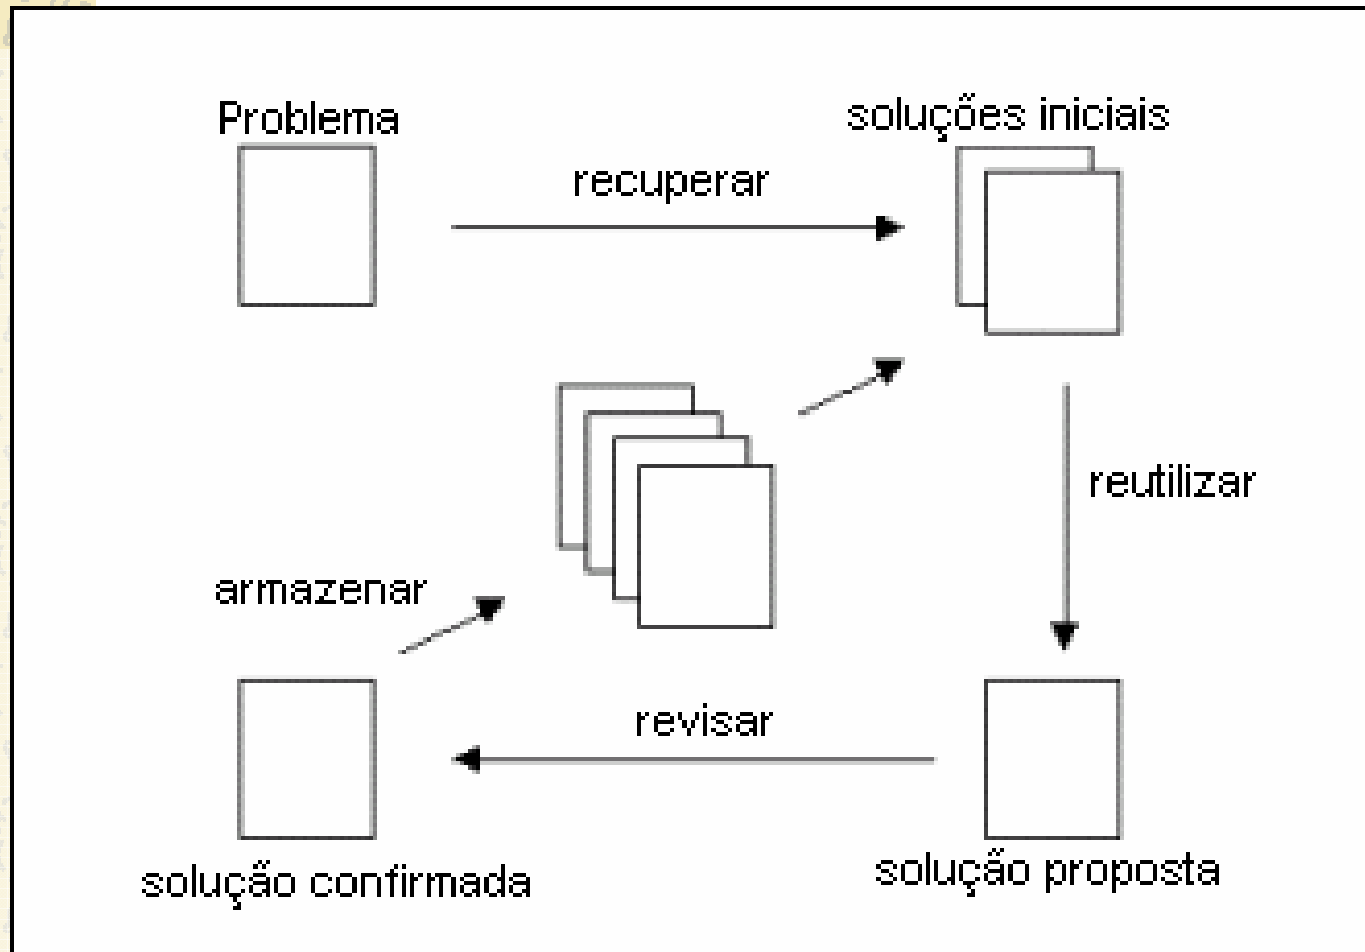 Problema
soluções iniciais
recuperar
reutilizar
armazenar
revisar
solução confirmada
solução proposta